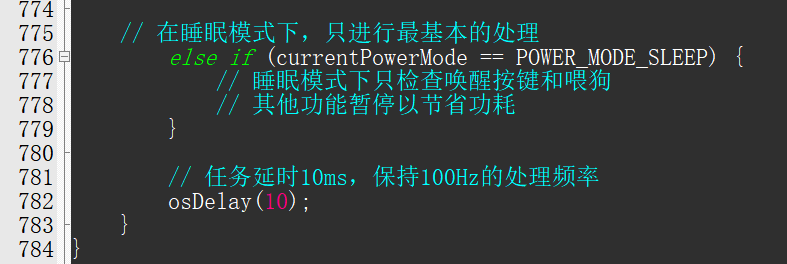 774
775 // 在睡眠模式下，只进行最基本的处理
776 else if (currentPowerMode == POWER_MODE_SLEEP) {
777 // 睡眠模式下只检查唤醒按键和喂狗
778 // 其他功能暂停以节省功耗
779 }
780
781 // 任务延时10ms，保持100Hz的处理频率
782 osDelay(10);
783 }
784 }